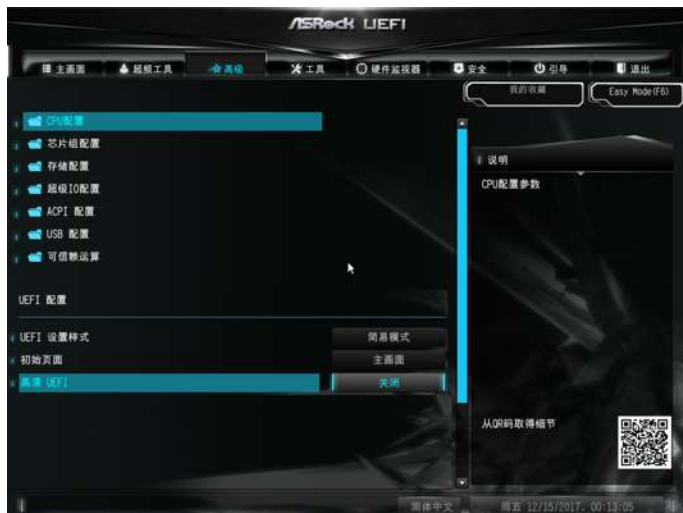 ASRock UEFI
主画面 超频工具 高级 工具 硬件监视器 安全 引导 退出
我的收藏 Easy Mode(F6)
CPU配置
芯片组配置
存储配置
超级IO配置
ACPI 配置
USB 配置
可信赖运算
UEFI 配置
UEFI 设置样式 简易模式
初始页面 主画面
高清 UEFI 关闭
说明
CPU配置参数
从QR码取得细节
简体中文 周五 12/15/2017. 00:13:05